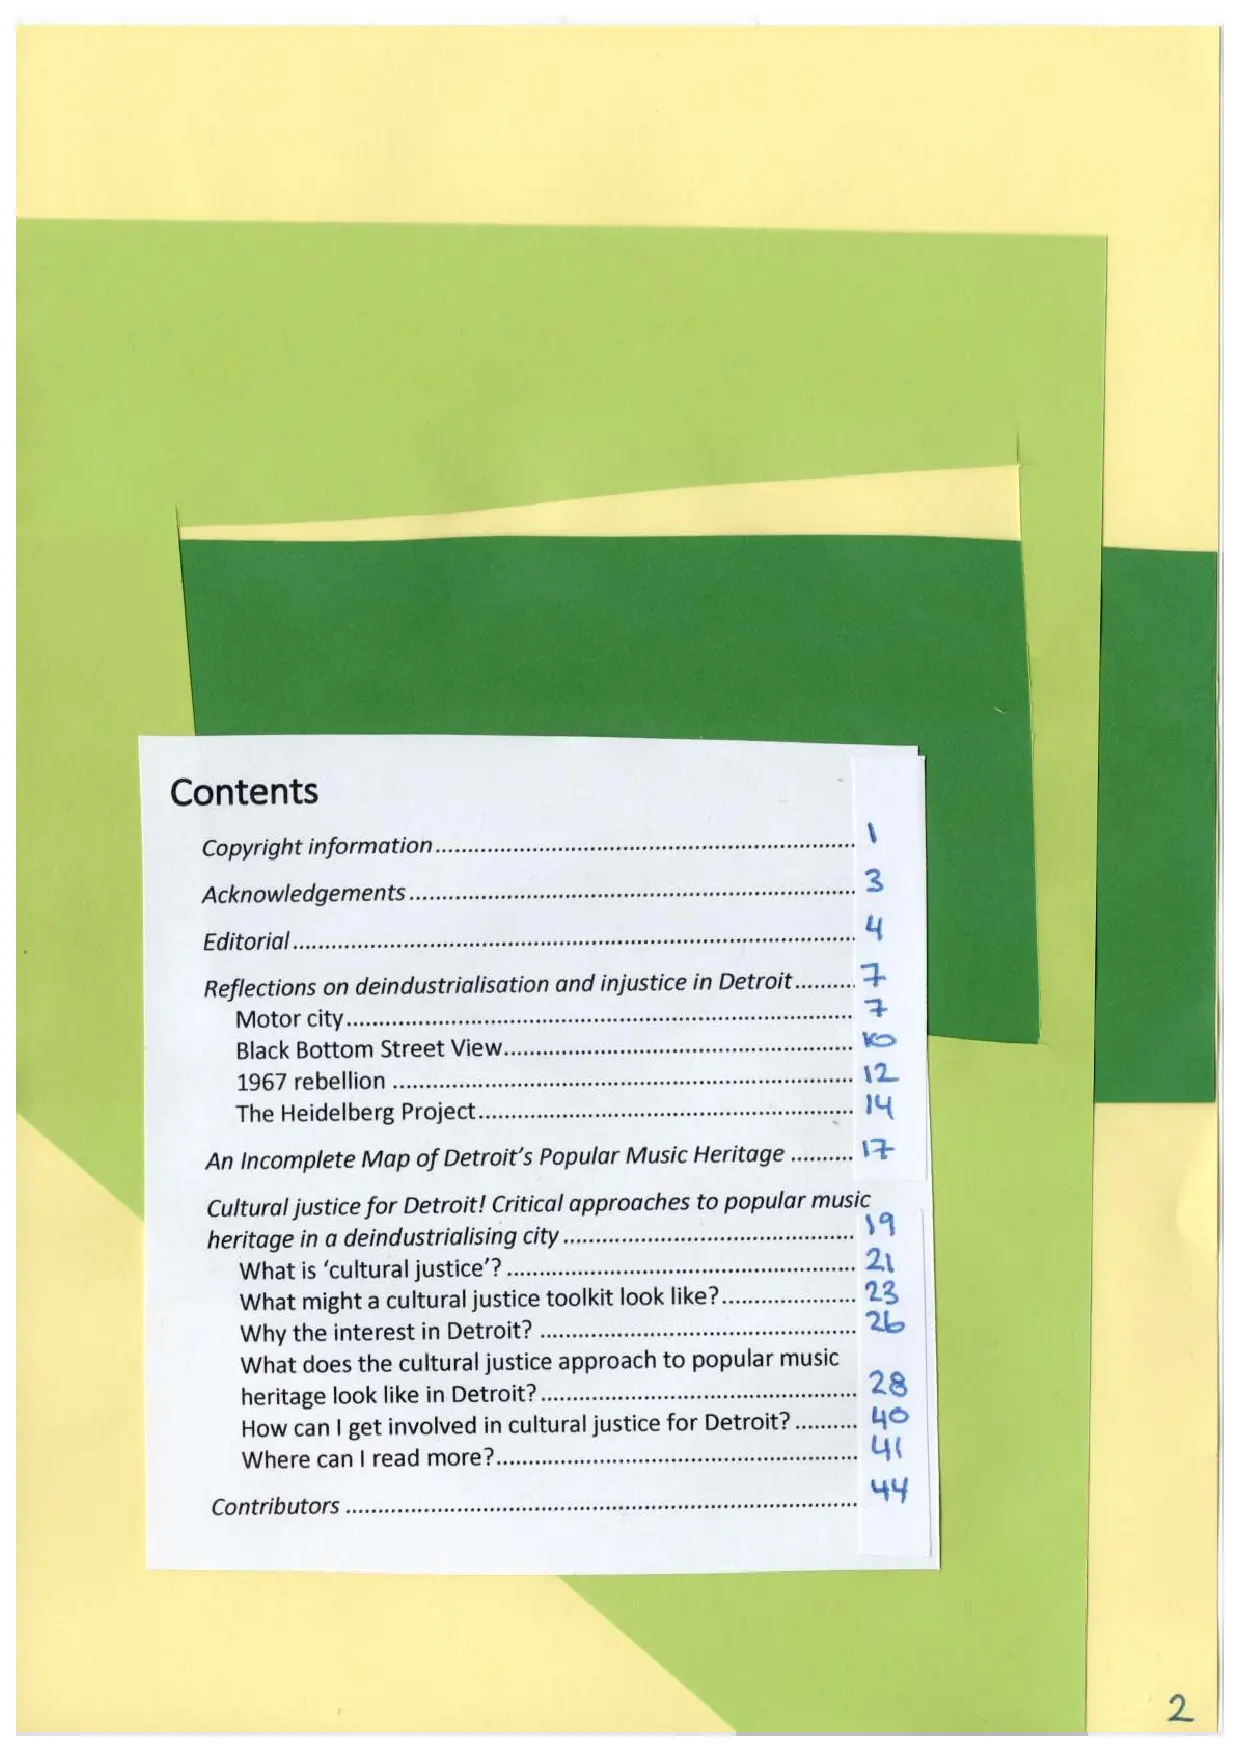 Contents
Copyright information........................................ 1
Acknowledgements........................................ 3
Editorial........................................ 4
Reflections on deindustrialisation and injustice in Detroit.......... 7
Motor city........................................ 7
Black Bottom Street View........................................ 10
1967 rebellion ........................................ 12
The Heidelberg Project........................................ 14
An Incomplete Map of Detroit's Popular Music Heritage .......... 17
Cultural justice for Detroit! Critical approaches to popular music
heritage in a deindustrialising city........................................ 19
What is 'cultural justice'? ........................................ 21
What might a cultural justice toolkit look like?.................... 23
Why the interest in Detroit? ........................................ 26
What does the cultural justice approach to popular music
heritage look like in Detroit?........................................ 28
How can I get involved in cultural justice for Detroit?.......... 40
Where can I read more?........................................ 41
Contributors ........................................ 44
2